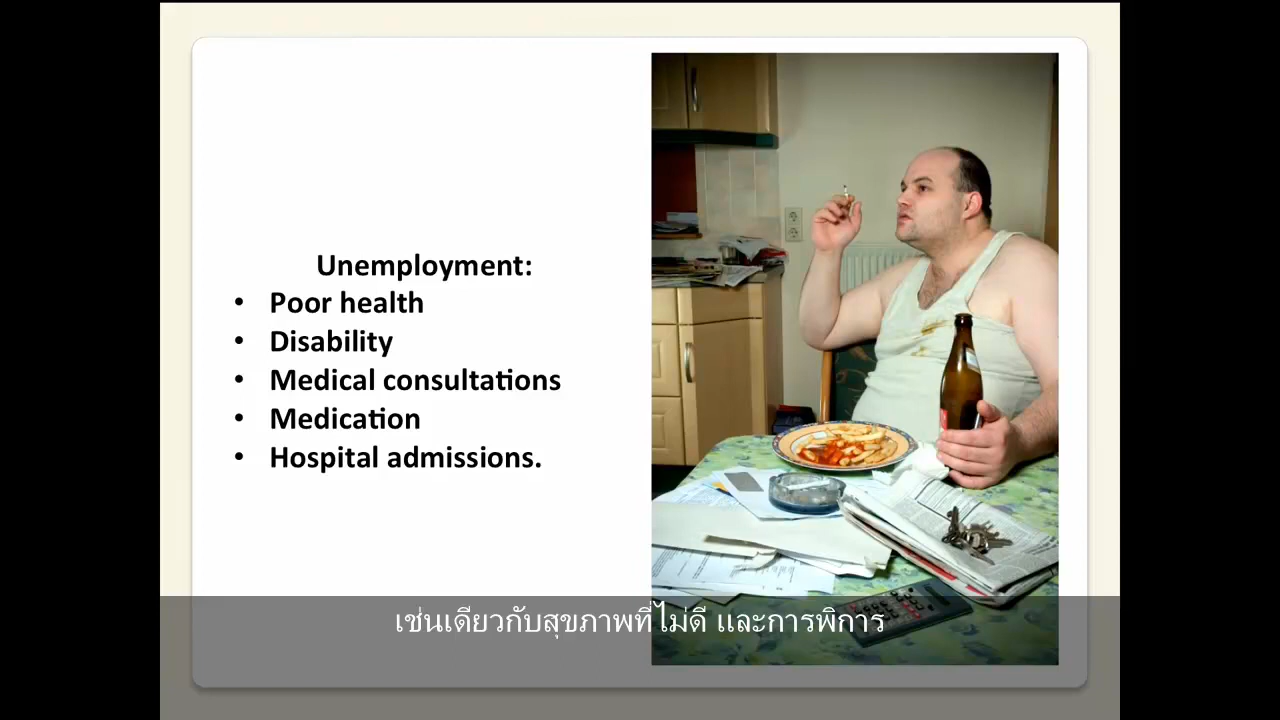 Unemployment:
• Poor health
• Disability
• Medical consultations
• Medication
• Hospital admissions.
เช่นเดียวกับสุขภาพที่ไม่ดี และการพิการ